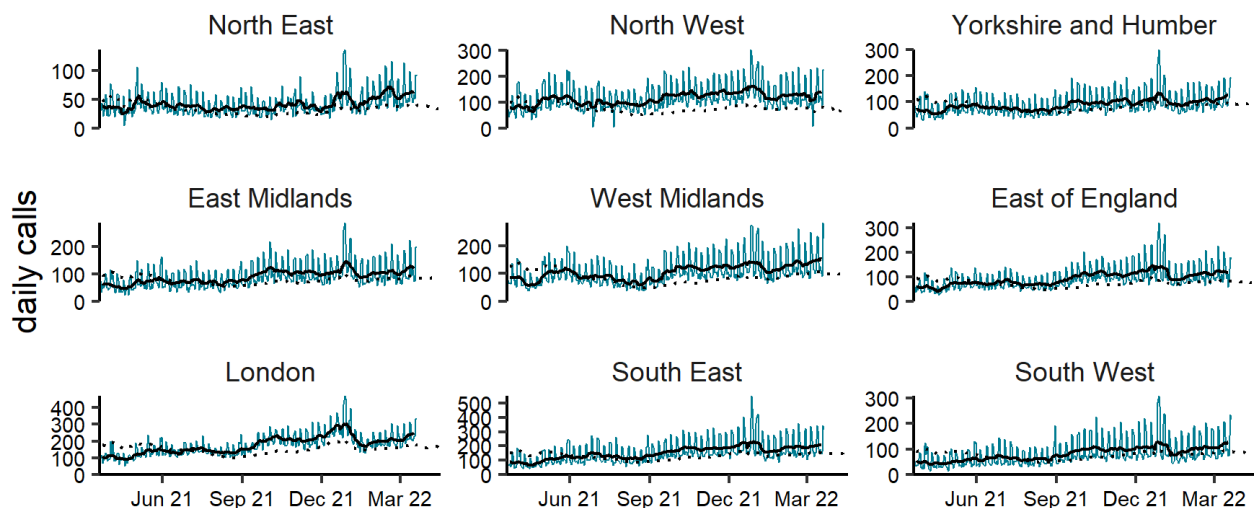 North East North West Yorkshire and Humber
100 50 0
300 200 100 0
300 200 100 0
East Midlands West Midlands East of England
daily calls
200 100 0
200 100 0
300 200 100 0
London South East South West
400 300 200 100 0
500 400 300 200 100 0
300 200 100 0
Jun 21 Sep 21 Dec 21 Mar 22 Jun 21 Sep 21 Dec 21 Mar 22 Jun 21 Sep 21 Dec 21 Mar 22